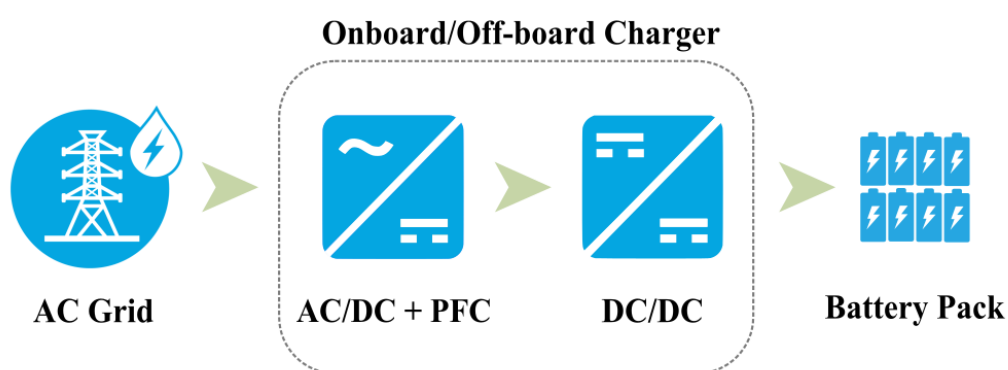 Onboard/Off-board Charger
AC Grid
AC/DC + PFC
DC/DC
Battery Pack